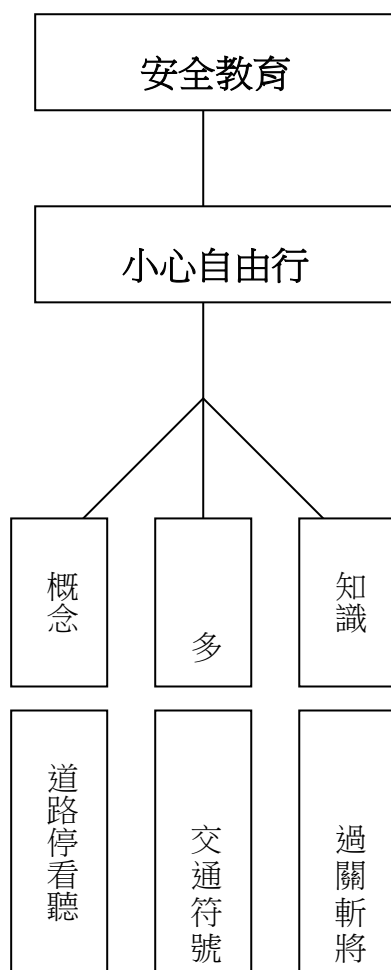 安全教育
小心自由行
概念
多
知識
道路停看聽
交通符號
過關斬將